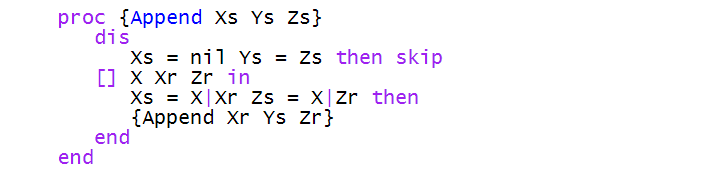 proc {Append Xs Ys Zs}
   dis
      Xs = nil Ys = Zs then skip
   [] X Xr Zr in
      Xs = X|Xr Zs = X|Zr then
      {Append Xr Ys Zr}
   end
end